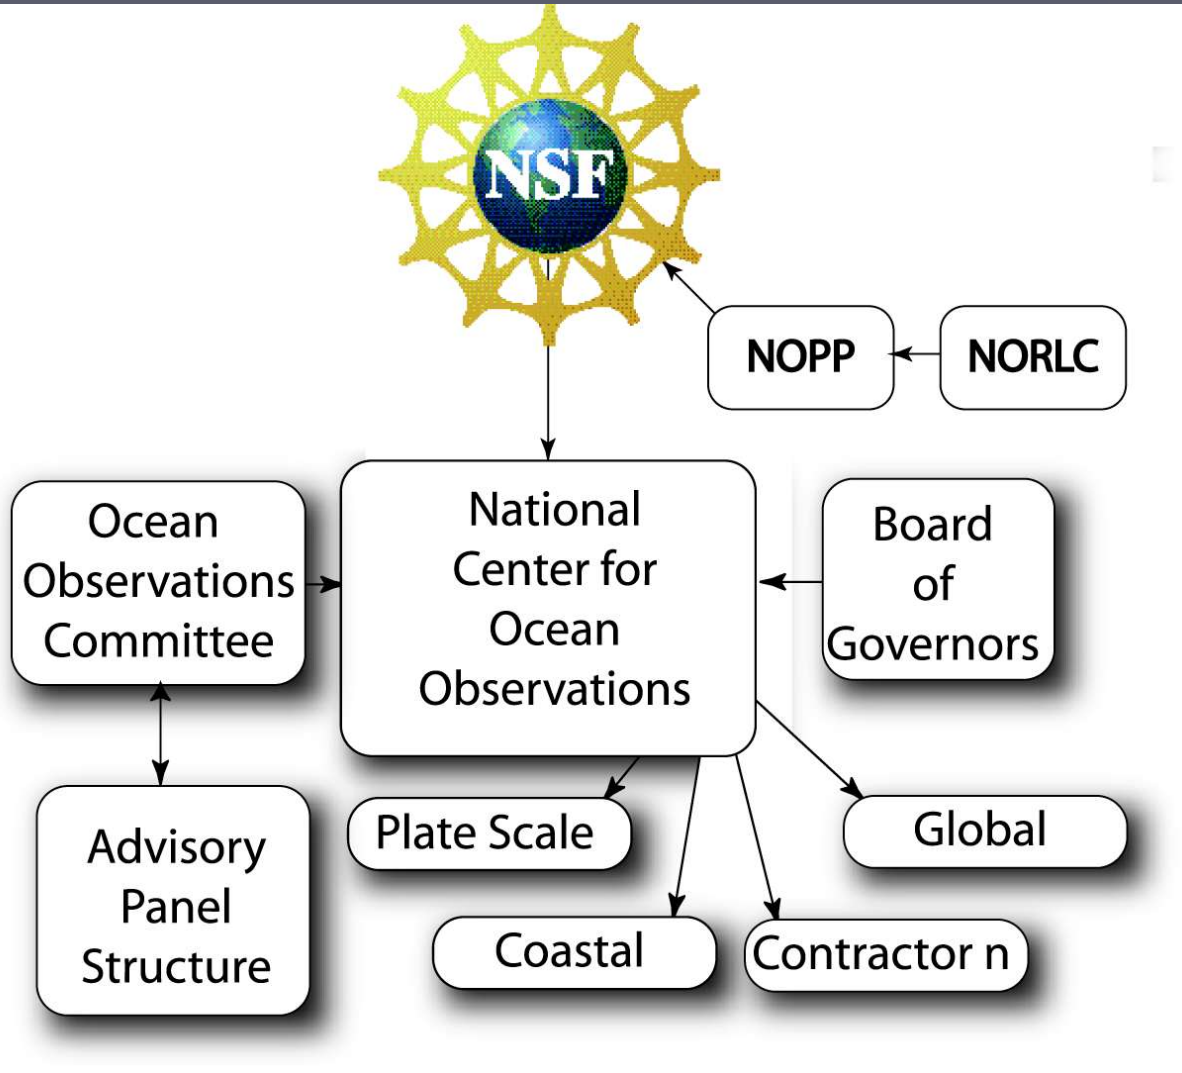 NSF
NOPP
NORLC
Ocean
Observations
Committee
National
Center for
Ocean
Observations
Board
of
Governors
Advisory
Panel
Structure
Plate Scale
Global
Coastal
Contractor n